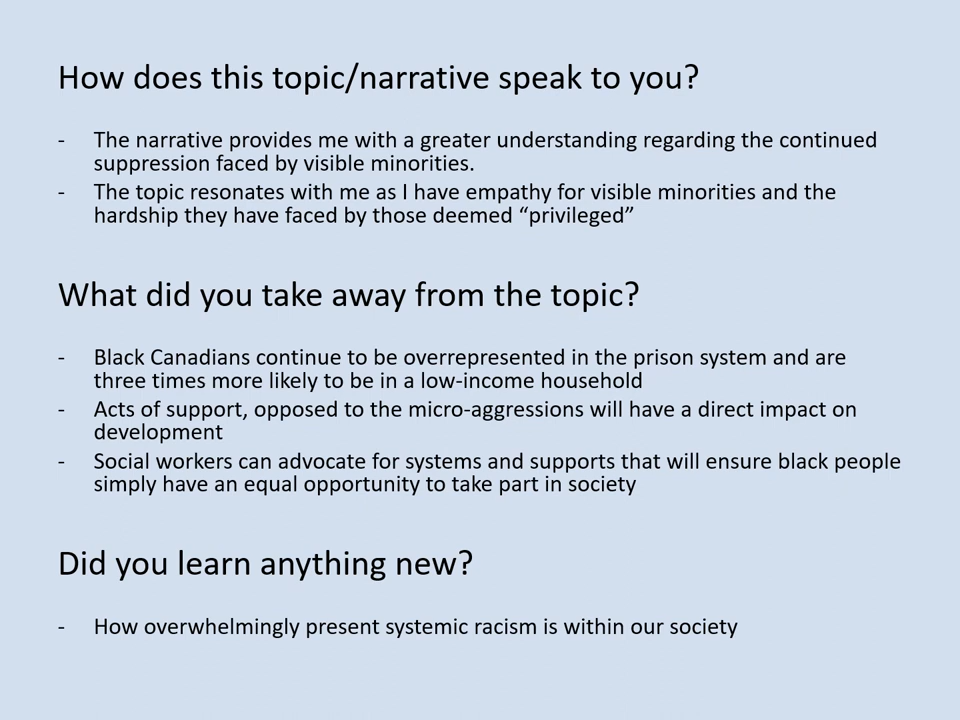 How does this topic/narrative speak to you?
- The narrative provides me with a greater understanding regarding the continued
suppression faced by visible minorities.
- The topic resonates with me as I have empathy for visible minorities and the
hardship they have faced by those deemed “privileged”
What did you take away from the topic?
- Black Canadians continue to be overrepresented in the prison system and are
three times more likely to be in a low-income household
- Acts of support, opposed to the micro-aggressions will have a direct impact on
development
- Social workers can advocate for systems and supports that will ensure black people
simply have an equal opportunity to take part in society
Did you learn anything new?
- How overwhelmingly present systemic racism is within our society